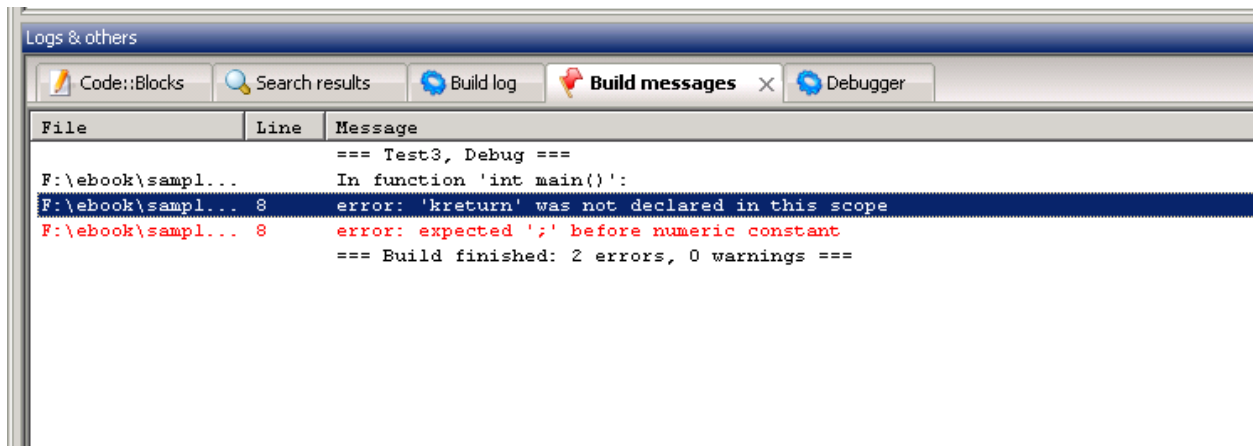 Logs & others
Code::Blocks Search results Build log Build messages Debugger
File Line Message
=== Test3, Debug ===
F:\ebook\sampl... In function 'int main()':
F:\ebook\sampl... 8 error: 'kreturn' was not declared in this scope
F:\ebook\sampl... 8 error: expected ';' before numeric constant
=== Build finished: 2 errors, 0 warnings ===